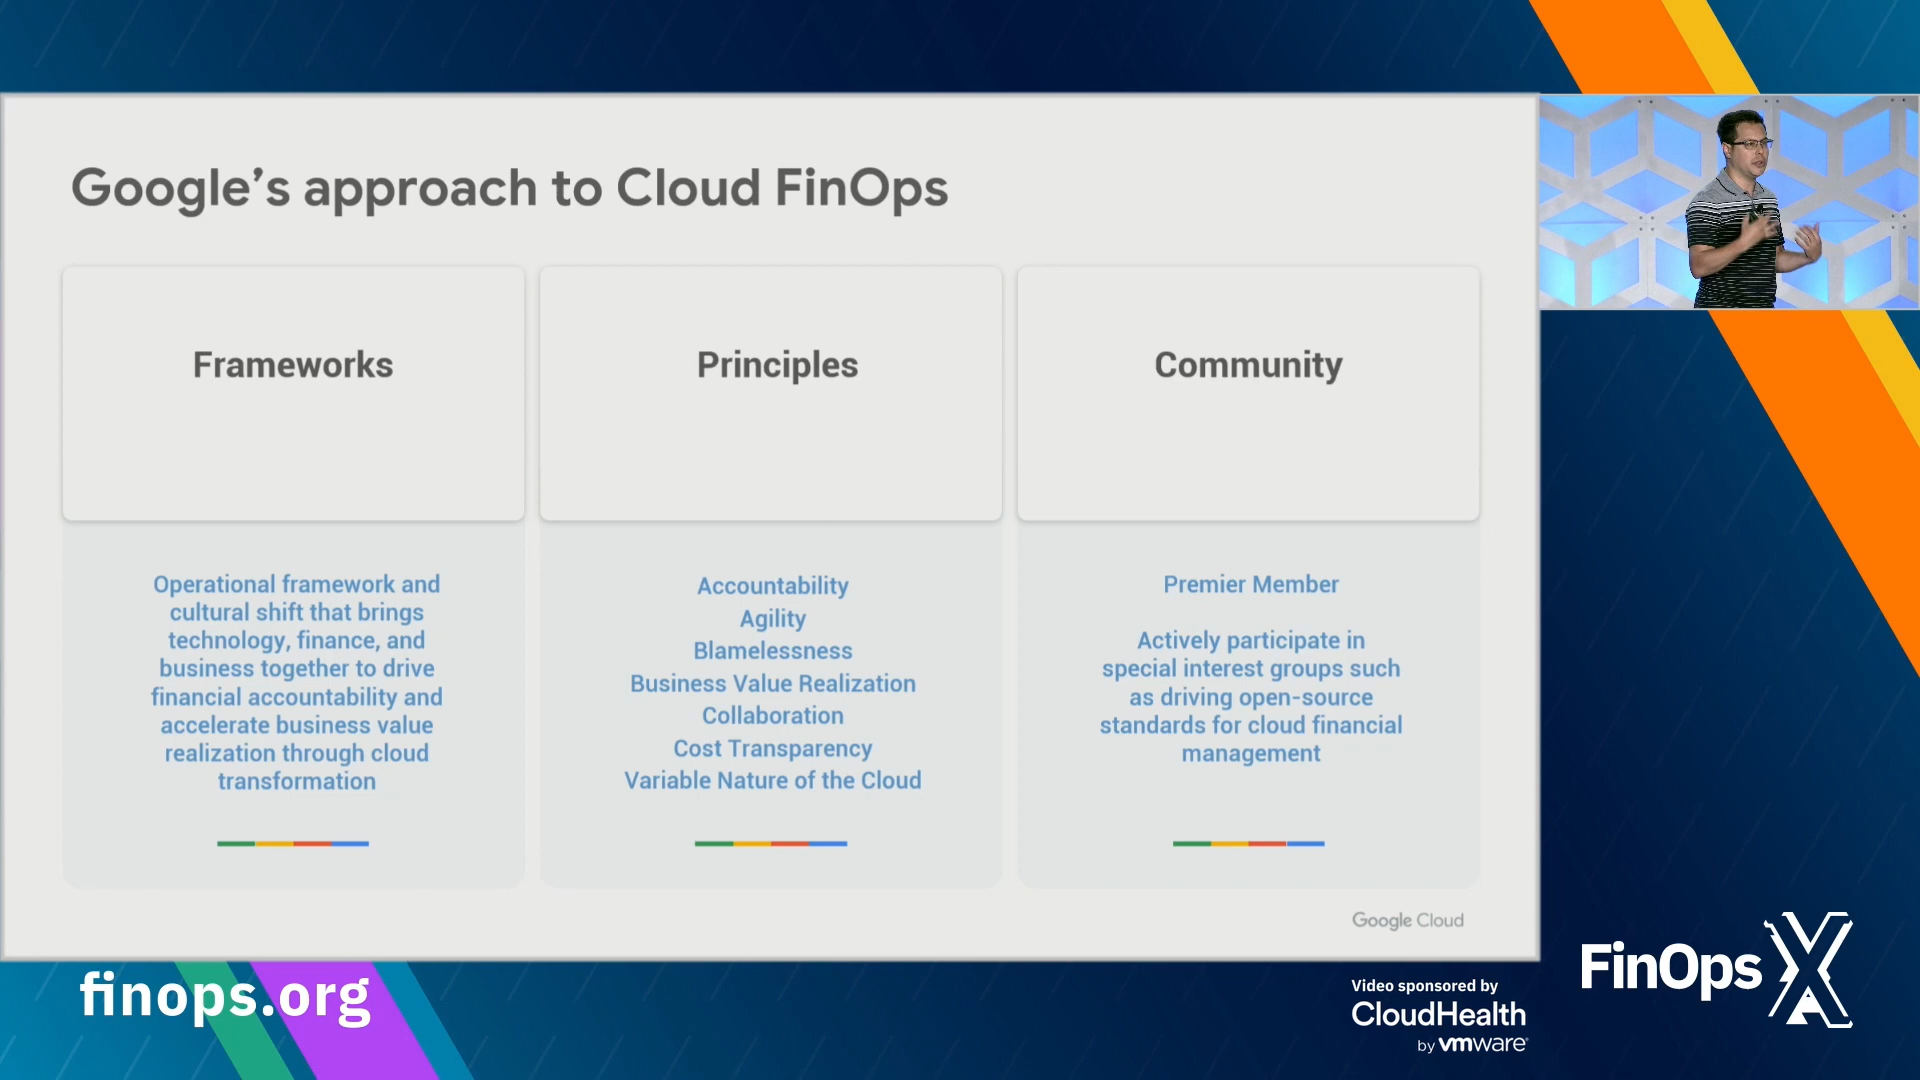 Google's approach to Cloud FinOps
Frameworks
Operational framework and
cultural shift that brings
technology, finance, and
business together to drive
financial accountability and
accelerate business value
realization through cloud
transformation
Principles
Accountability
Agility
Blamelessness
Business Value Realization
Collaboration
Cost Transparency
Variable Nature of the Cloud
Community
Premier Member
Actively participate in
special interest groups such
as driving open-source
standards for cloud financial
management
Google Cloud
finops.org
Video sponsored by
CloudHealth
by vmware
FinOps X